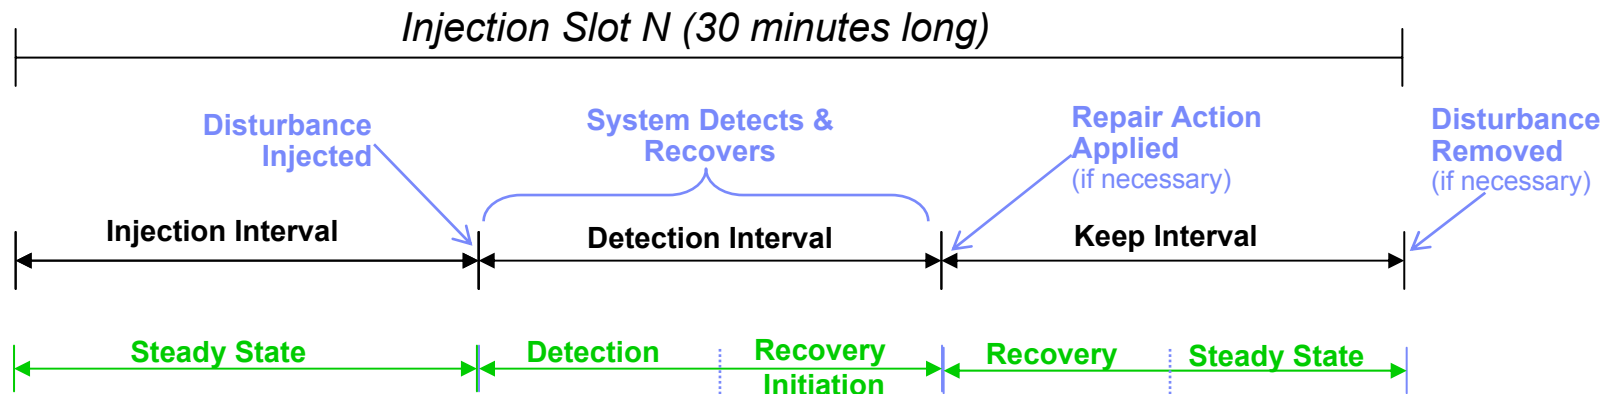 Injection Slot N (30 minutes long)
Disturbance
Injected
System Detects &
Recovers
Repair Action
Applied
(if necessary)
Disturbance
Removed
(if necessary)
Injection Interval
Detection Interval
Keep Interval
Steady State
Detection
Recovery
Initiation
Recovery
Steady State